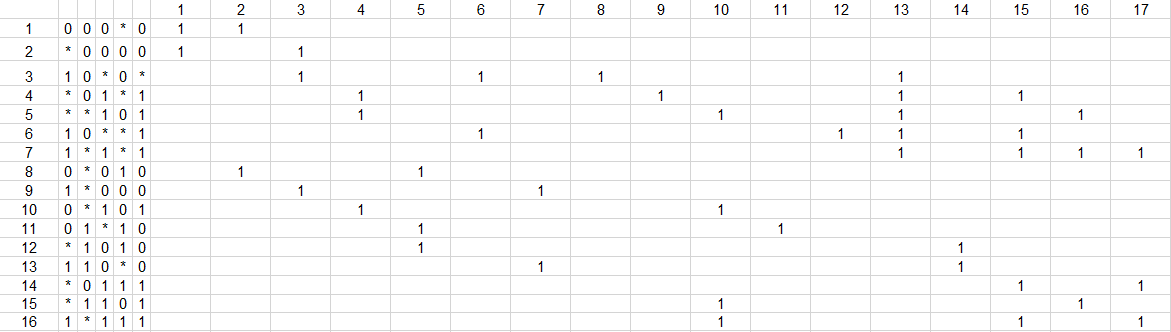 1 2 3 4 5 6 7 8 9 10 11 12 13 14 15 16 17
1 0 0 0 * 0 1 1
2 * 0 0 0 0 1 1
3 1 0 * 0 * 1 1 1 1
4 * 0 1 * 1 1 1 1 1
5 * * 1 0 1 1 1 1 1
6 1 0 * * 1 1 1 1 1
7 1 * 1 * 1 1 1 1 1
8 0 * 0 1 0 1 1
9 1 * 0 0 0 1 1
10 0 * 1 0 1 1 1
11 0 1 * 1 0 1 1
12 * 1 0 1 0 1 1
13 1 1 0 * 0 1 1
14 * 0 1 1 1 1 1
15 * 1 1 0 1 1 1
16 1 * 1 1 1 1 1 1